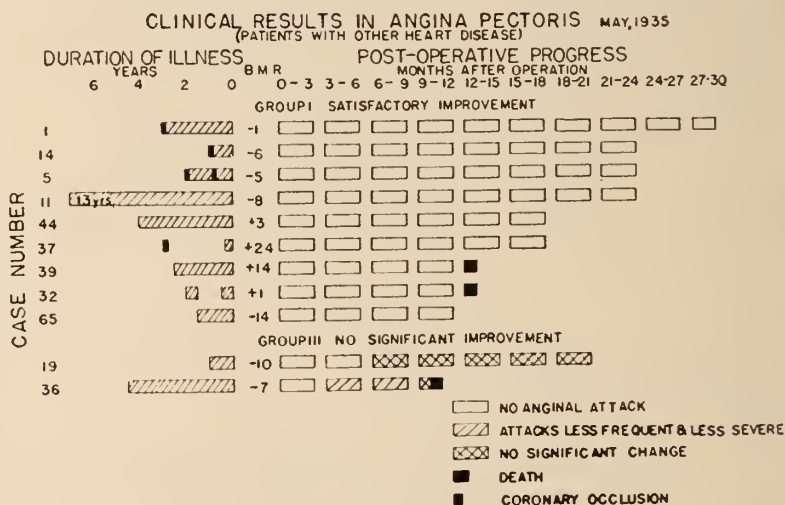 CLINICAL RESULTS IN ANGINA PECTORIS MAY, 1935
(PATIENTS WITH OTHER HEART DISEASE)
DURATION OF ILLNESS POST-OPERATIVE PROGRESS
YEARS BMR MONTHS AFTER OPERATION
6 4 2 0 0-3 3-6 6-9 9-12 12-15 15-18 18-21 21-24 24-27 27-30
GROUP I SATISFACTORY IMPROVEMENT
CASE NUMBER
1 -1
14 -6
5 -5
11 13 yrs. -8
44 +3
37 +24
39 +14
32 +1
65 -14
GROUP III NO SIGNIFICANT IMPROVEMENT
19 -10
36 -7
NO ANGINAL ATTACK
ATTACKS LESS FREQUENT & LESS SEVERE
NO SIGNIFICANT CHANGE
DEATH
CORONARY OCCLUSION